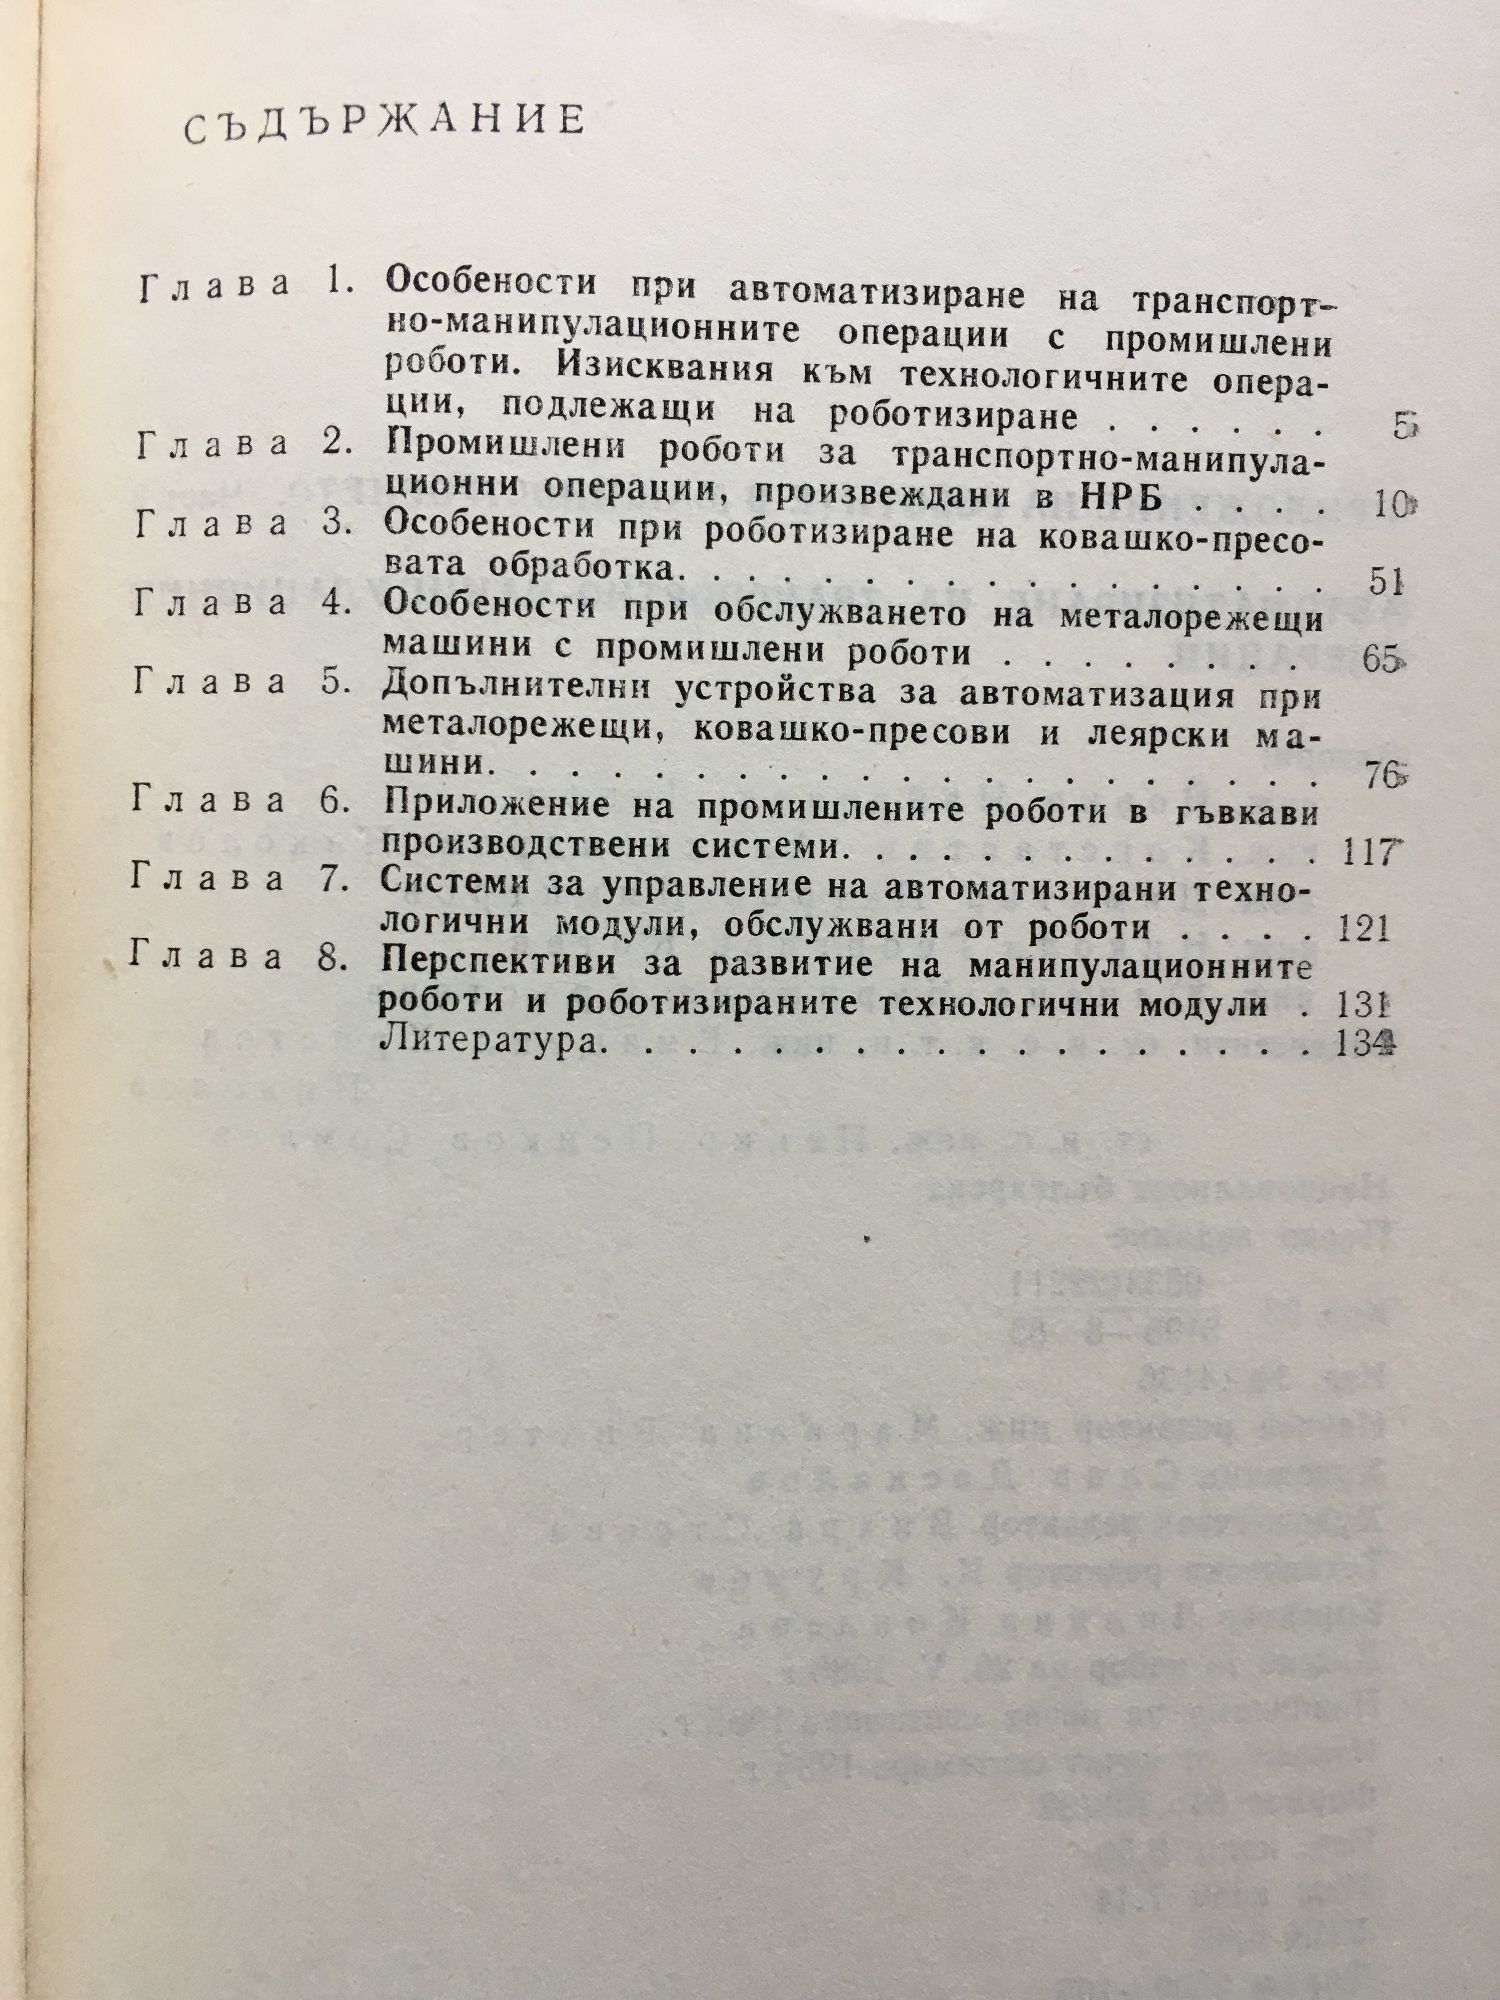 СЪДЪРЖАНИЕ
Глава 1. Особености при автоматизиране на транспорт-
но-манипулационните операции с промишлени
роботи. Изисквания към технологичните опера-
ции, подлежащи на роботизиране . . . . . . 5
Глава 2. Промишлени роботи за транспортно-манипула-
ционни операции, произвеждани в НРБ . . . . 10
Глава 3. Особености при роботизиране на ковашко-пресо-
вата обработка. . . . . . . . . . . . . . . . . 51
Глава 4. Особености при обслужването на металорежещи
машини с промишлени роботи . . . . . . . . 65
Глава 5. Допълнителни устройства за автоматизация при
металорежещи, ковашко-пресови и леярски ма-
шини. . . . . . . . . . . . . . . . . . . . . 76
Глава 6. Приложение на промишлените роботи в гъвкави
производствени системи. . . . . . . . . . . . . 117
Глава 7. Системи за управление на автоматизирани техно-
логични модули, обслужвани от роботи . . . . 121
Глава 8. Перспективи за развитие на манипулационните
роботи и роботизираните технологични модули . 131
Литература. . . . . . . . . . . . . . . . . . . 134